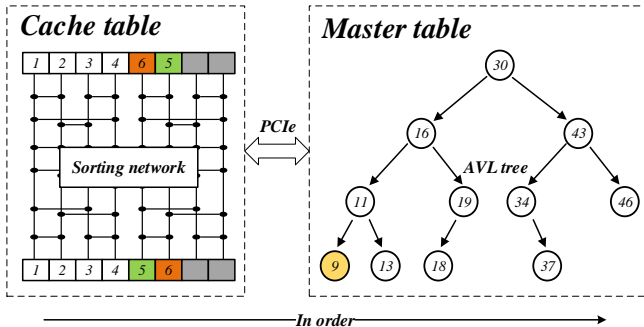 Cache table
Master table
1 2 3 4 6 5
30
PCIe
16
43
Sorting network
AVL tree
11
19
34
46
1 2 3 4 5 6
9
13
18
37
In order